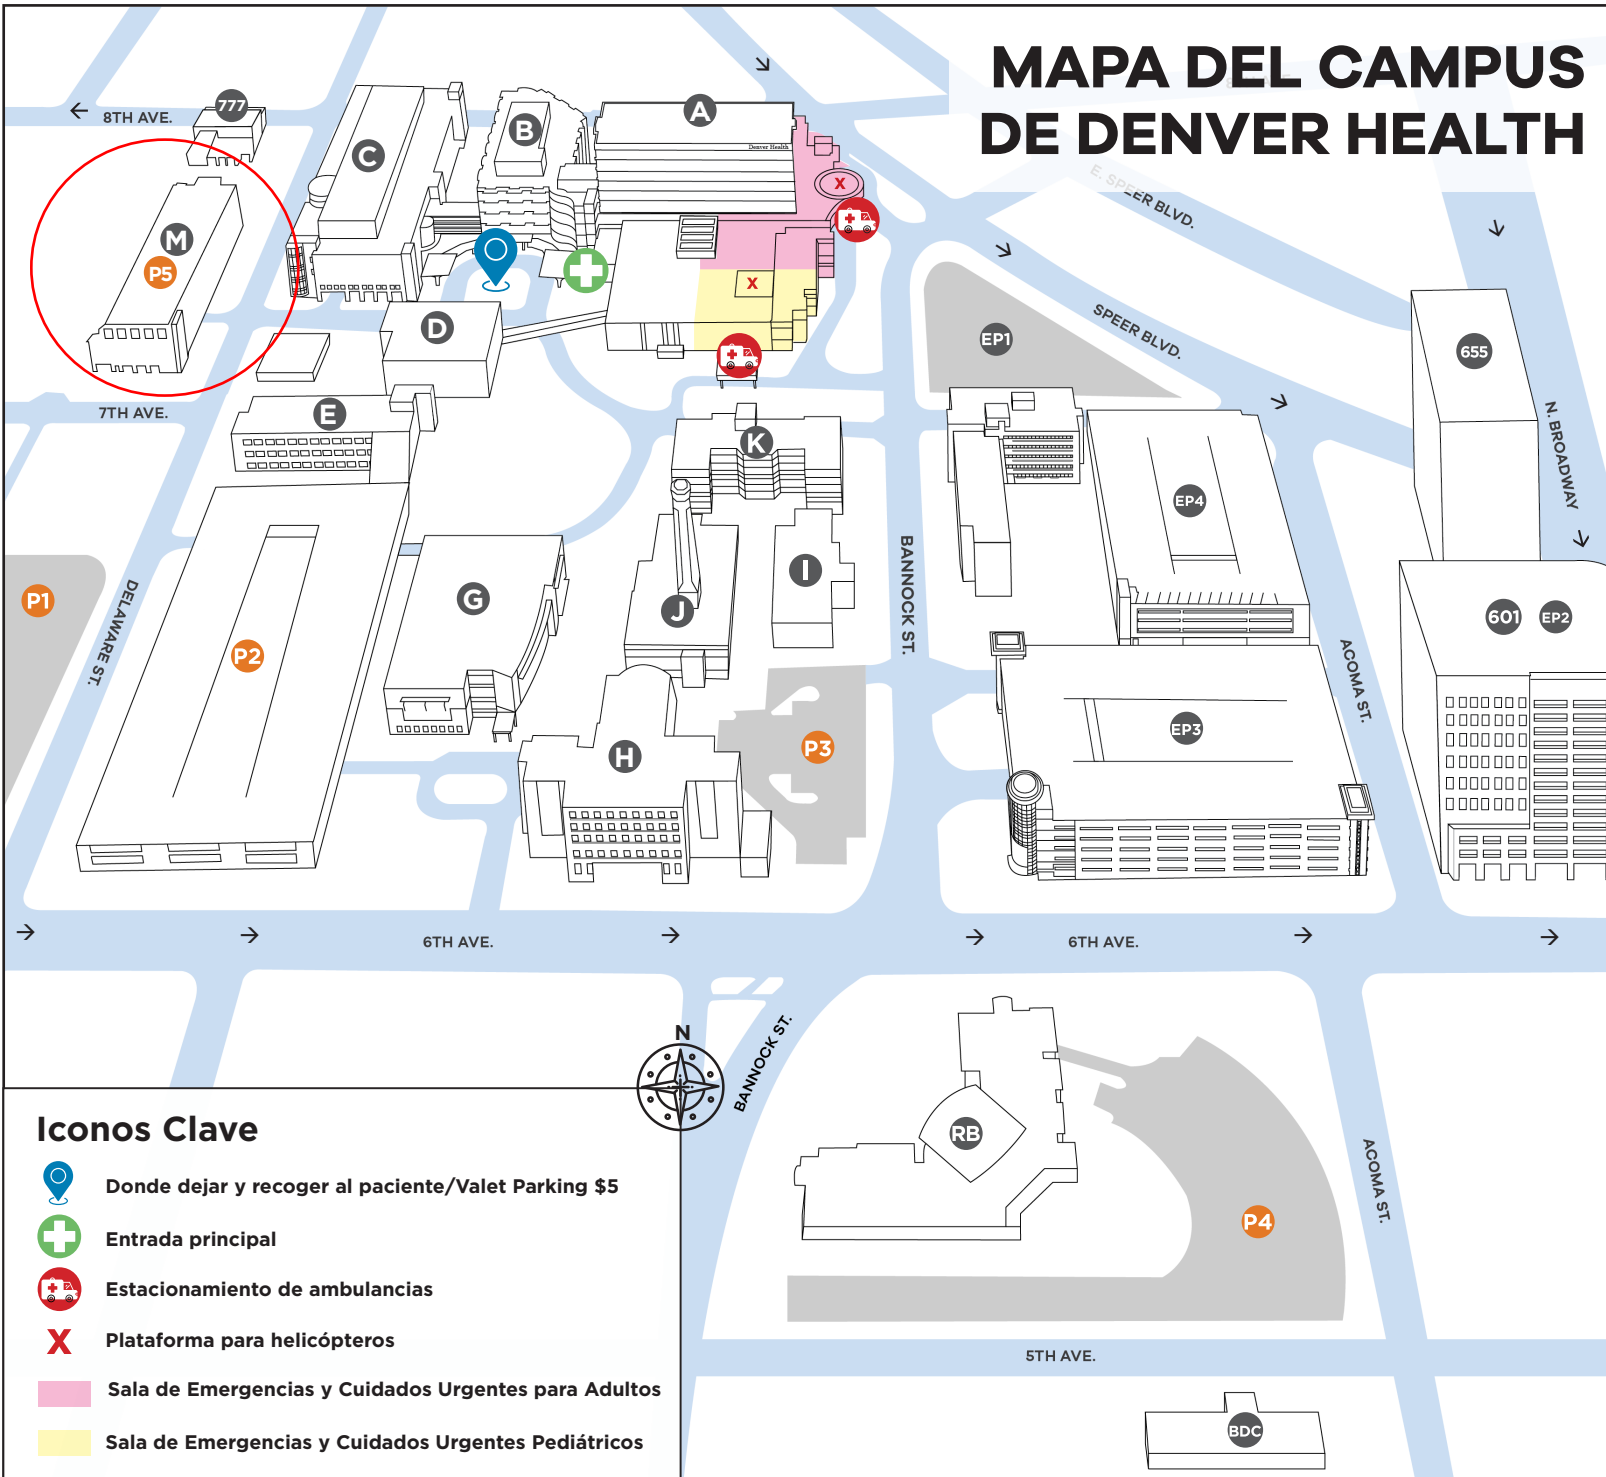 MAPA DEL CAMPUS
DE DENVER HEALTH
8TH AVE.
777
A
B
C
Denver Health
X
E. SPEER BLVD.
M
P5
X
D
EP1
SPEER BLVD.
655
7TH AVE.
E
K
N. BROADWAY
EP4
BANNOCK ST.
I
P1
DELAWARE ST.
G
J
601
EP2
P2
ACOMA ST.
EP3
P3
H
6TH AVE.
6TH AVE.
N
BANNOCK ST.
RB
ACOMA ST.
P4
5TH AVE.
BDC
Iconos Clave
Donde dejar y recoger al paciente/Valet Parking $5
Entrada principal
Estacionamiento de ambulancias
X Plataforma para helicópteros
Sala de Emergencias y Cuidados Urgentes para Adultos
Sala de Emergencias y Cuidados Urgentes Pediátricos